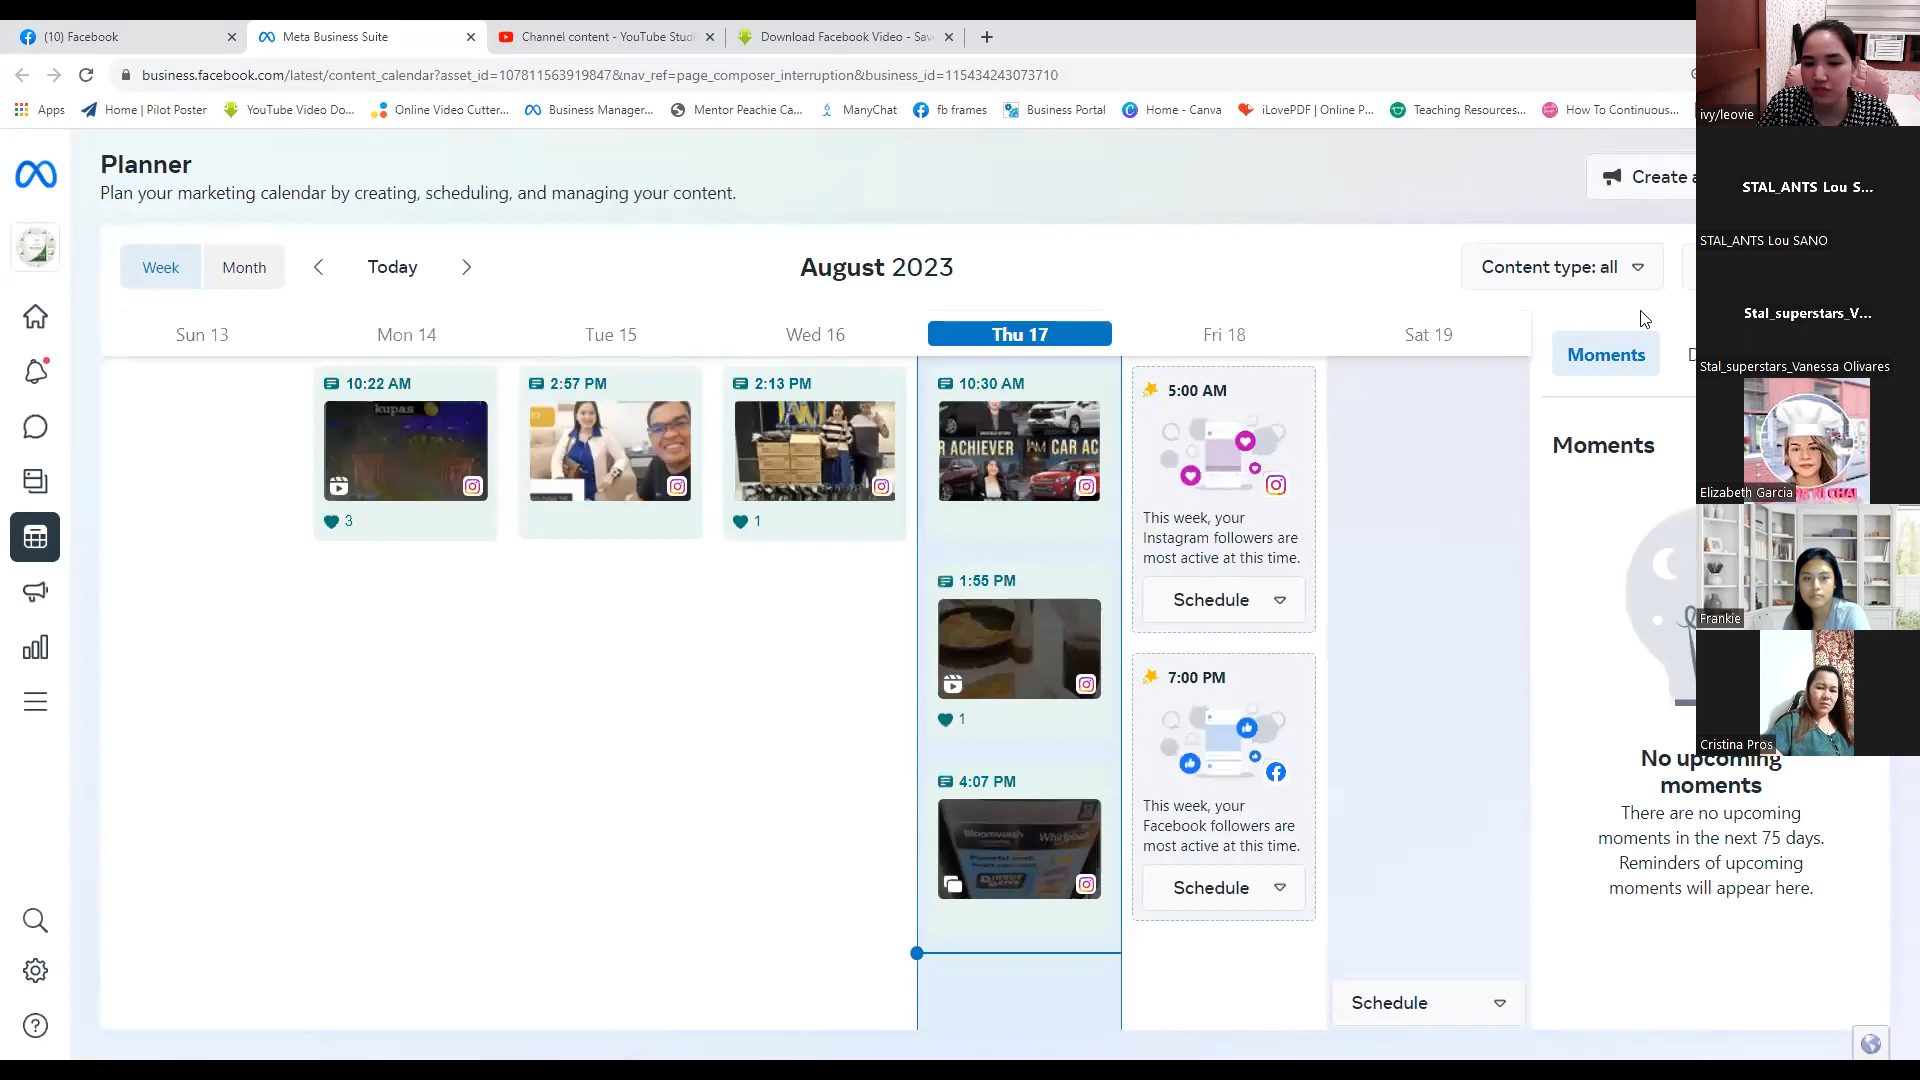 (10) Facebook
Meta Business Suite
Channel content - YouTube Stud
Download Facebook Video - Sav
business.facebook.com/latest/content_calendar?asset_id=107811563919847&nav_ref=page_composer_interruption&business_id=115434243073710
Apps
Home | Pilot Poster
YouTube Video Do...
Online Video Cutter...
Business Manager...
Mentor Peachie Ca...
ManyChat
fb frames
Business Portal
Home - Canva
iLovePDF | Online P...
Teaching Resources...
How To Continuous...
ivy/leovie
Planner
Plan your marketing calendar by creating, scheduling, and managing your content.
Create a
STAL_ANTS Lou S...
STAL_ANTS Lou SANO
Week
Month
Today
August 2023
Content type: all
Stal_superstars_V...
Stal_superstars_Vanessa Olivares
Sun 13
Mon 14
Tue 15
Wed 16
Thu 17
Fri 18
Sat 19
Moments
Moments
10:22 AM
kupas
3
2:57 PM
2:13 PM
1
10:30 AM
R ACHIEVER
CAR AC
1:55 PM
1
4:07 PM
Bloomwash
Whirlpool
5:00 AM
This week, your
Instagram followers are
most active at this time.
Schedule
7:00 PM
This week, your
Facebook followers are
most active at this time.
Schedule
Schedule
Elizabeth Garcia
Frankie
Cristina Pros
No upcoming
moments
There are no upcoming
moments in the next 75 days.
Reminders of upcoming
moments will appear here.